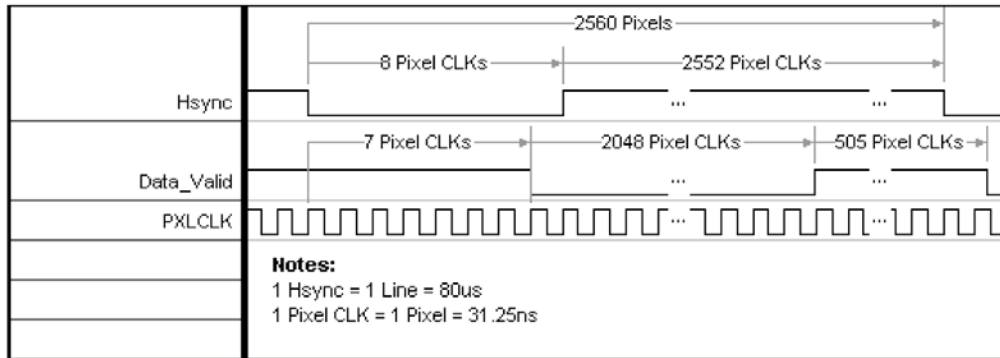 2560 Pixels
8 Pixel CLKs
2552 Pixel CLKs
Hsync
...
...
7 Pixel CLKs
2048 Pixel CLKs
505 Pixel CLKs
Data_Valid
...
...
PXLCLK
...
...
Notes:
1 Hsync = 1 Line = 80us
1 Pixel CLK = 1 Pixel = 31.25ns